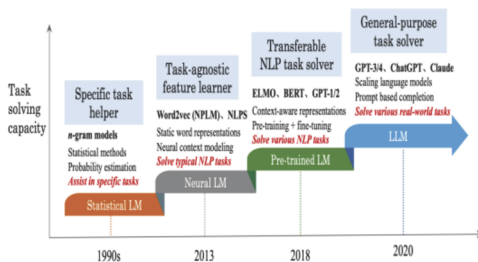 General-purpose
task solver
Transferable
NLP task solver
Task-agnostic
feature learner
Specific task
helper
Task
solving
capacity
n-gram models
Statistical methods
Probability estimation
Assist in specific tasks
Statistical LM
Word2vec (NPLM)、NLPS
Static word representations
Neural context modeling
Solve typical NLP tasks
Neural LM
ELMO、BERT、GPT-1/2
Context-aware representations
Pre-training + fine-tuning
Solve various NLP tasks
Pre-trained LM
GPT-3/4、ChatGPT、Claude
Scaling language models
Prompt based completion
Solve various real-world tasks
LLM
1990s
2013
2018
2020